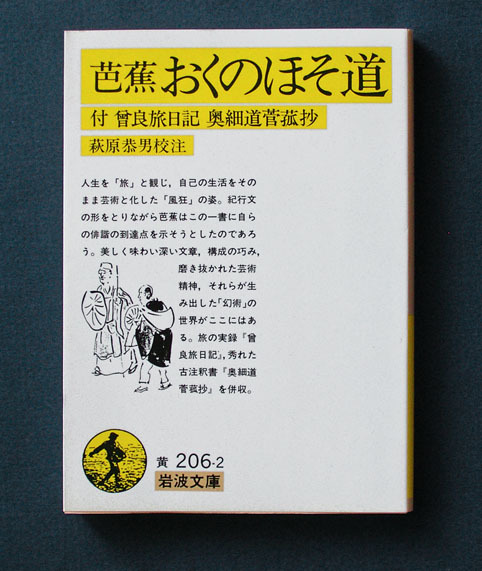 芭蕉 おくのほそ道
付 曾良旅日記 奥細道菅菰抄
萩原恭男校注
人生を「旅」と観じ，自己の生活をその
まま芸術と化した「風狂」の姿。紀行文
の形をとりながら芭蕉はこの一書に自ら
の俳諧の到達点を示そうとしたのであろ
う。美しく味わい深い文章，構成の巧み，
磨き抜かれた芸術
精神，それらが生
み出した「幻術」の
世界がここにはあ
る。旅の実録『曾
良旅日記』，秀れた
古注釈書『奥細道
菅菰抄』を併収。
黄 206-2
岩波文庫